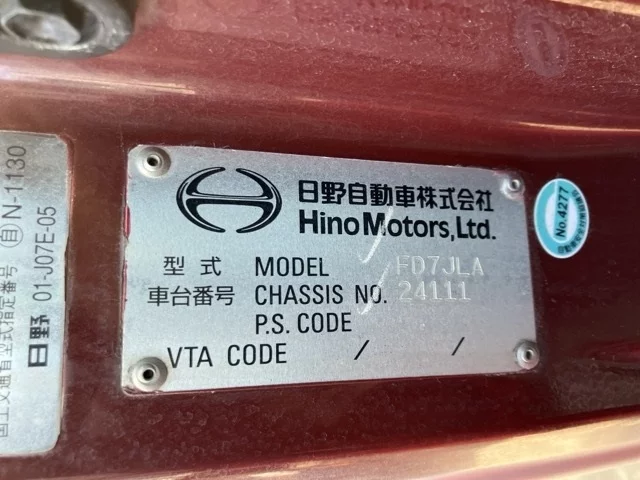 日野自動車株式会社
Hino Motors, Ltd.
型式 MODEL FD7JLA
車台番号 CHASSIS NO. 24111
P.S. CODE
VTA CODE / /
日野 01-J07E-05
自 N-1130
No.4277